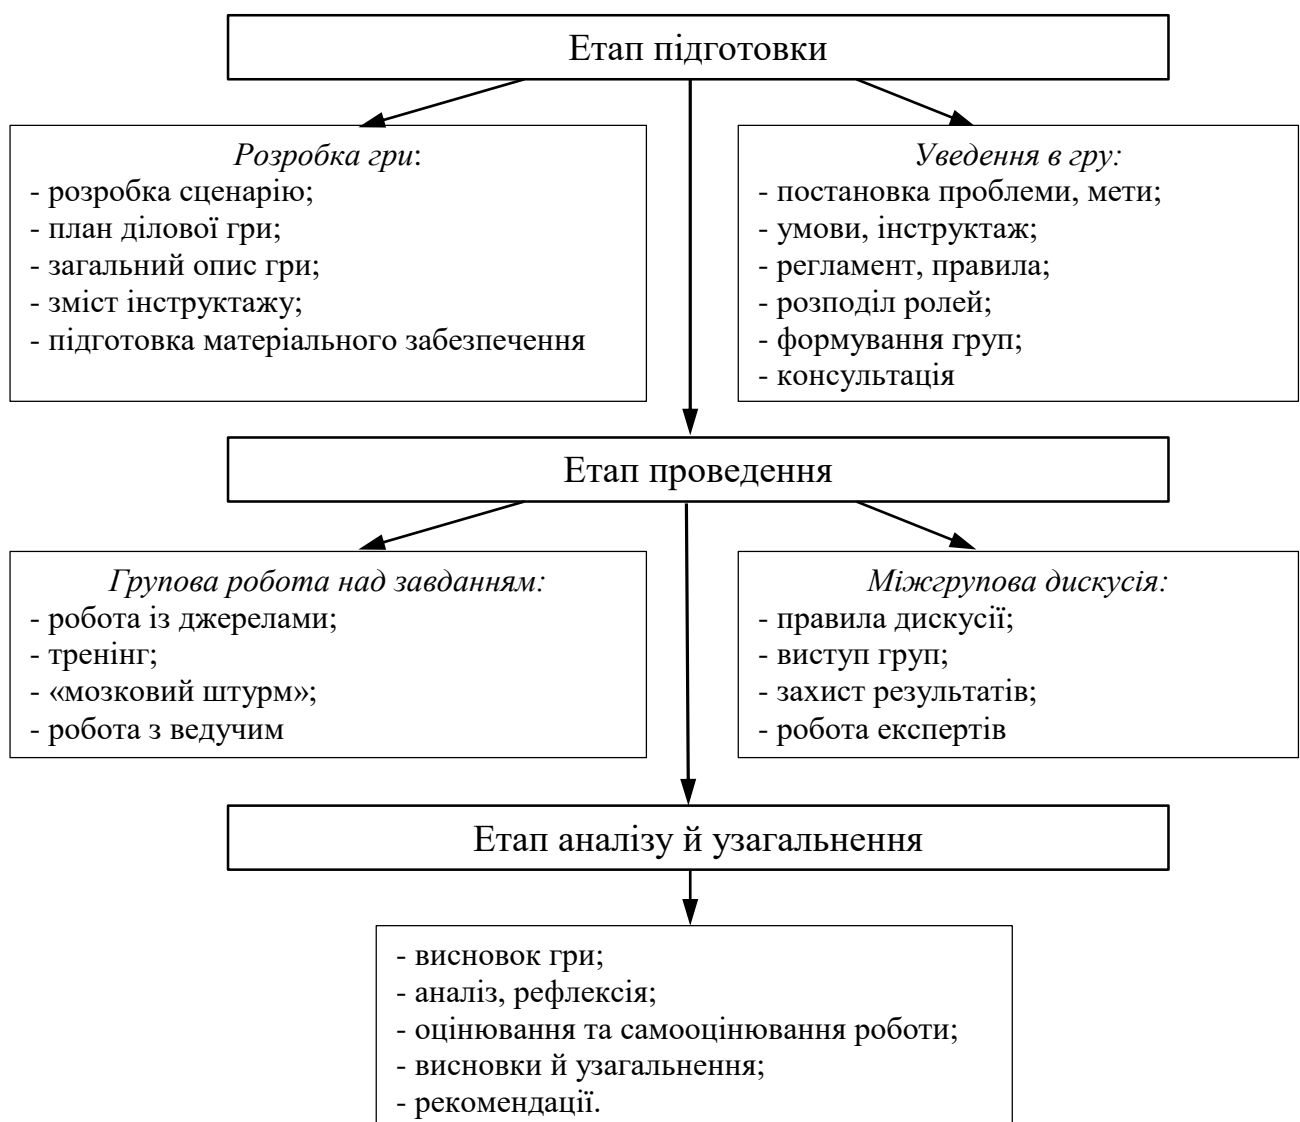 Етап підготовки
Розробка гри:
- розробка сценарію;
- план ділової гри;
- загальний опис гри;
- зміст інструктажу;
- підготовка матеріального забезпечення
Уведення в гру:
- постановка проблеми, мети;
- умови, інструктаж;
- регламент, правила;
- розподіл ролей;
- формування груп;
- консультація
Етап проведення
Групова робота над завданням:
- робота із джерелами;
- тренінг;
- «мозковий штурм»;
- робота з ведучим
Міжгрупова дискусія:
- правила дискусії;
- виступ груп;
- захист результатів;
- робота експертів
Етап аналізу й узагальнення
- висновок гри;
- аналіз, рефлексія;
- оцінювання та самооцінювання роботи;
- висновки й узагальнення;
- рекомендації.